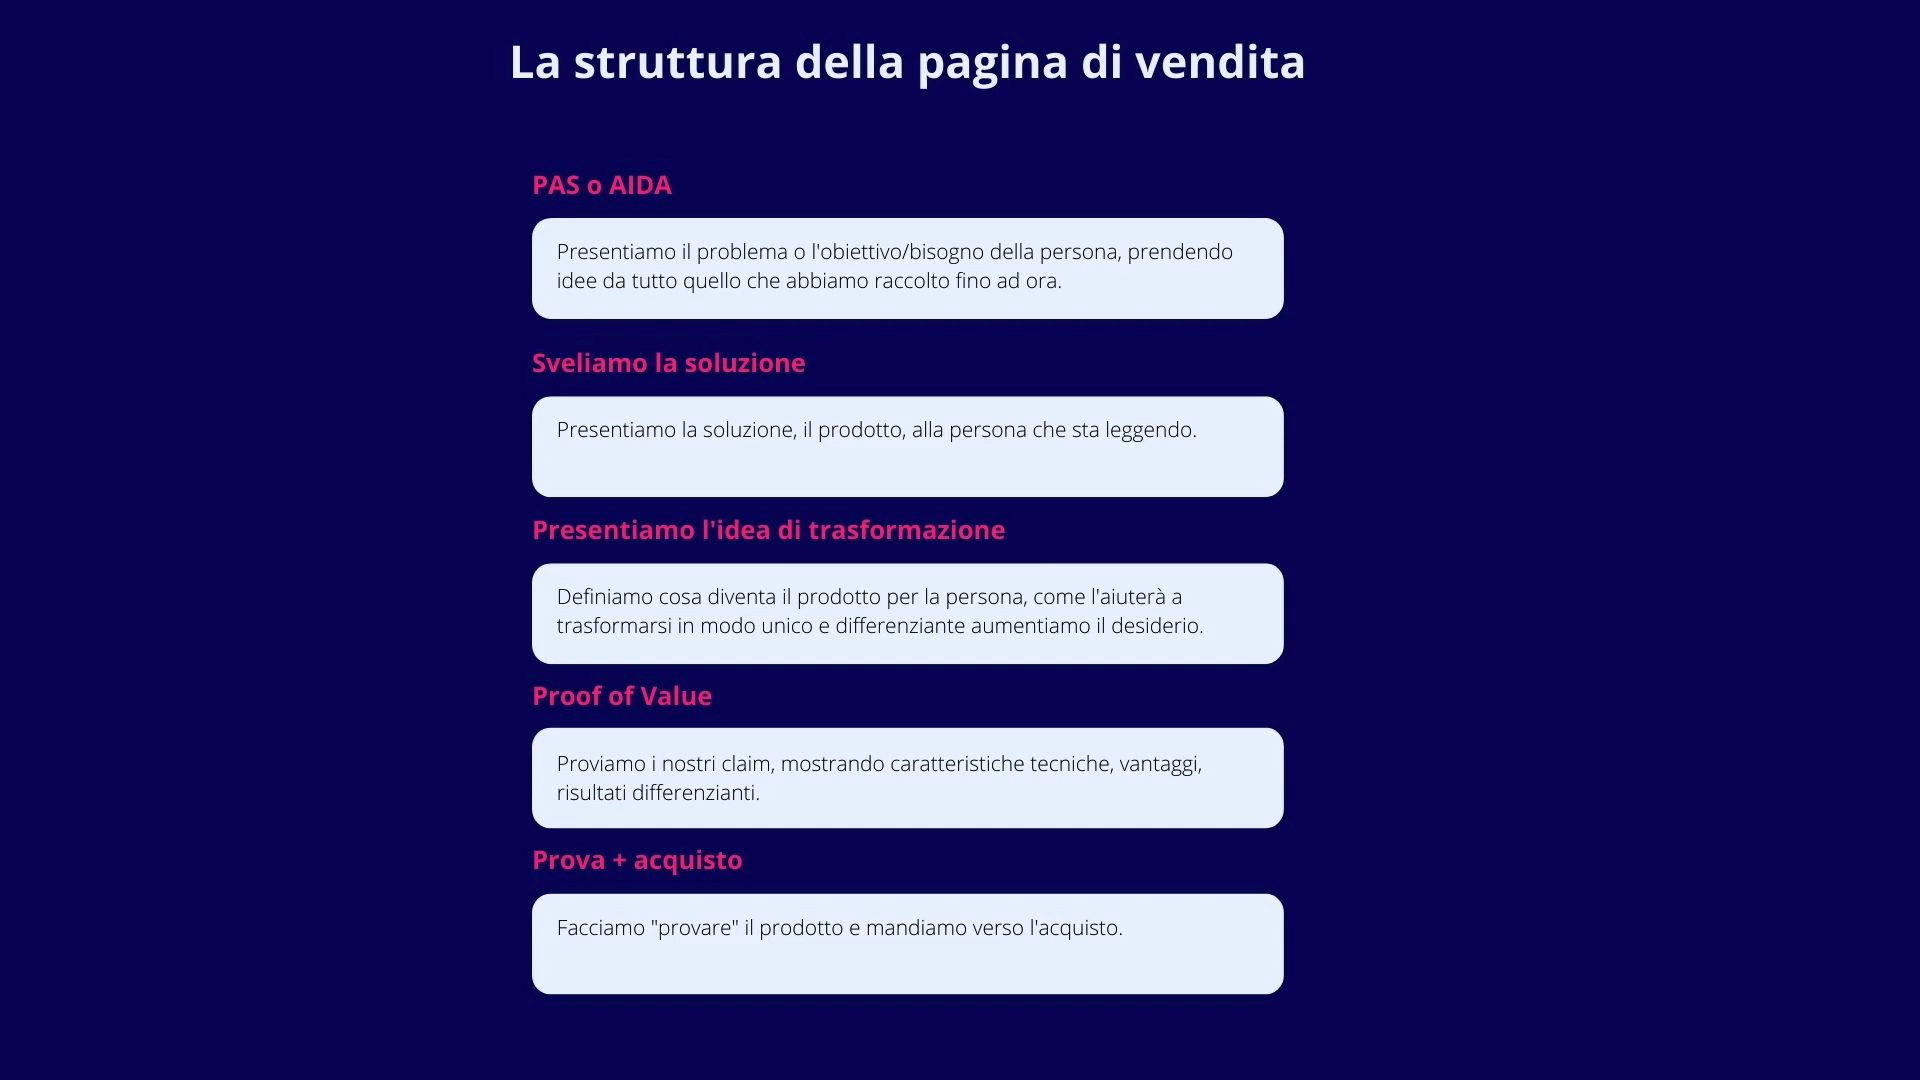 La struttura della pagina di vendita
PAS o AIDA
Presentiamo il problema o l'obiettivo/bisogno della persona, prendendo
idee da tutto quello che abbiamo raccolto fino ad ora.
Sveliamo la soluzione
Presentiamo la soluzione, il prodotto, alla persona che sta leggendo.
Presentiamo l'idea di trasformazione
Definiamo cosa diventa il prodotto per la persona, come l'aiuterà a
trasformarsi in modo unico e differenziante aumentiamo il desiderio.
Proof of Value
Proviamo i nostri claim, mostrando caratteristiche tecniche, vantaggi,
risultati differenzianti.
Prova + acquisto
Facciamo "provare" il prodotto e mandiamo verso l'acquisto.